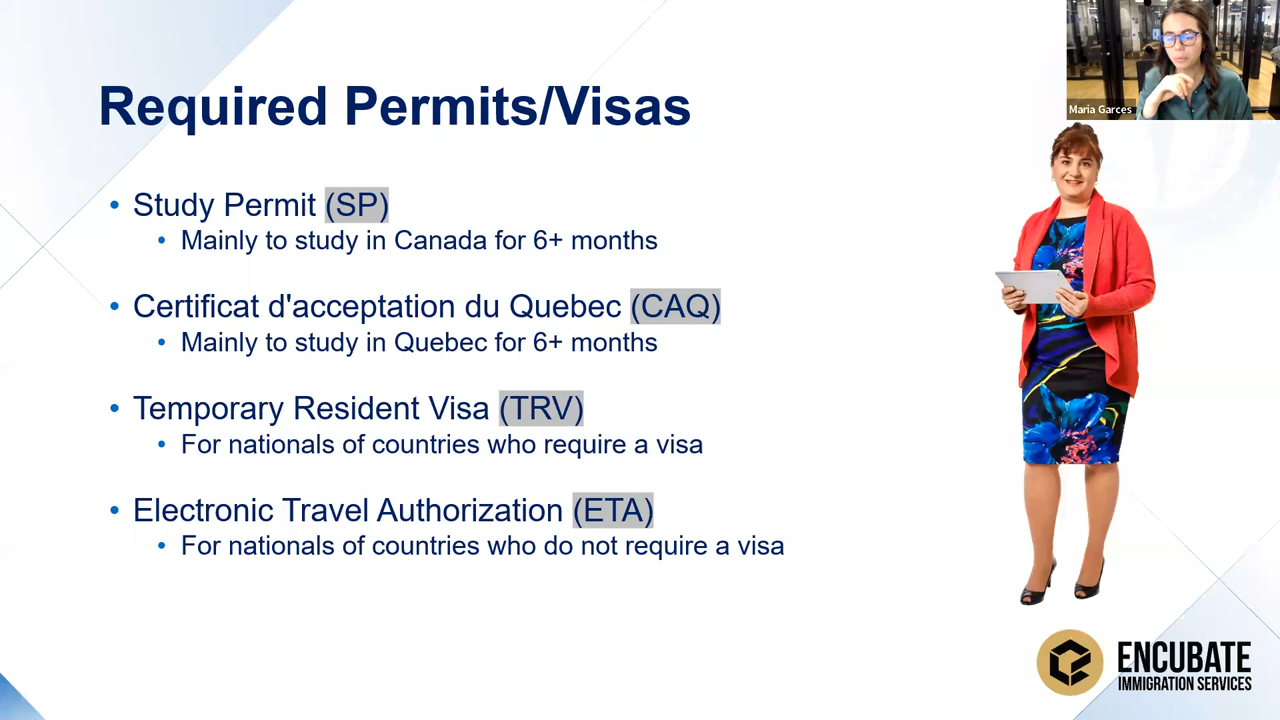 Maria Garces
Required Permits/Visas
• Study Permit (SP)
• Mainly to study in Canada for 6+ months
• Certificat d'acceptation du Quebec (CAQ)
• Mainly to study in Quebec for 6+ months
• Temporary Resident Visa (TRV)
• For nationals of countries who require a visa
• Electronic Travel Authorization (ETA)
• For nationals of countries who do not require a visa
ENCUBATE
IMMIGRATION SERVICES